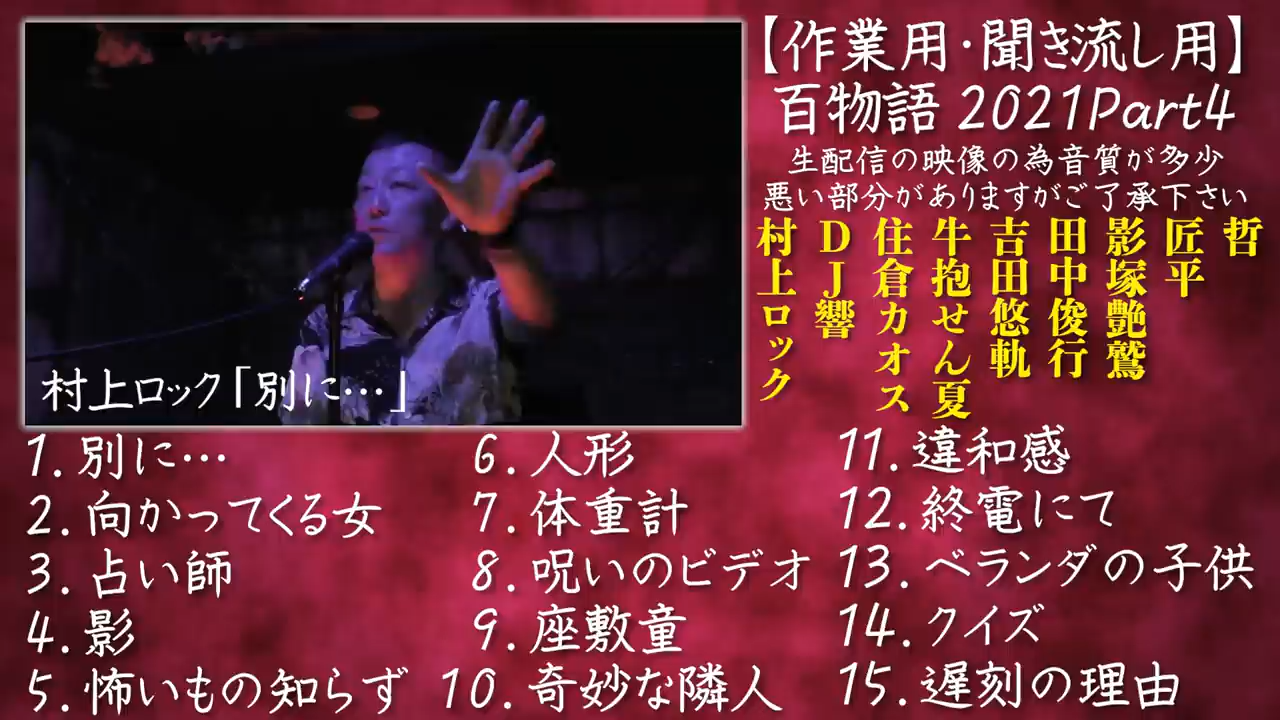 【作業用・聞き流し用】
百物語 2021Part4
生配信の映像の為音質が多少
悪い部分がありますがご了承下さい
村上ロック
DJ響
住倉カオス
牛抱せん夏
吉田悠軌
田中俊行
影塚艶鷲
匠平
哲
村上ロック「別に…」
1.別に…
2.向かってくる女
3.占い師
4.影
5.怖いもの知らず
6.人形
7.体重計
8.呪いのビデオ
9.座敷童
10.奇妙な隣人
11.違和感
12.終電にて
13.ベランダの子供
14.クイズ
15.遅刻の理由